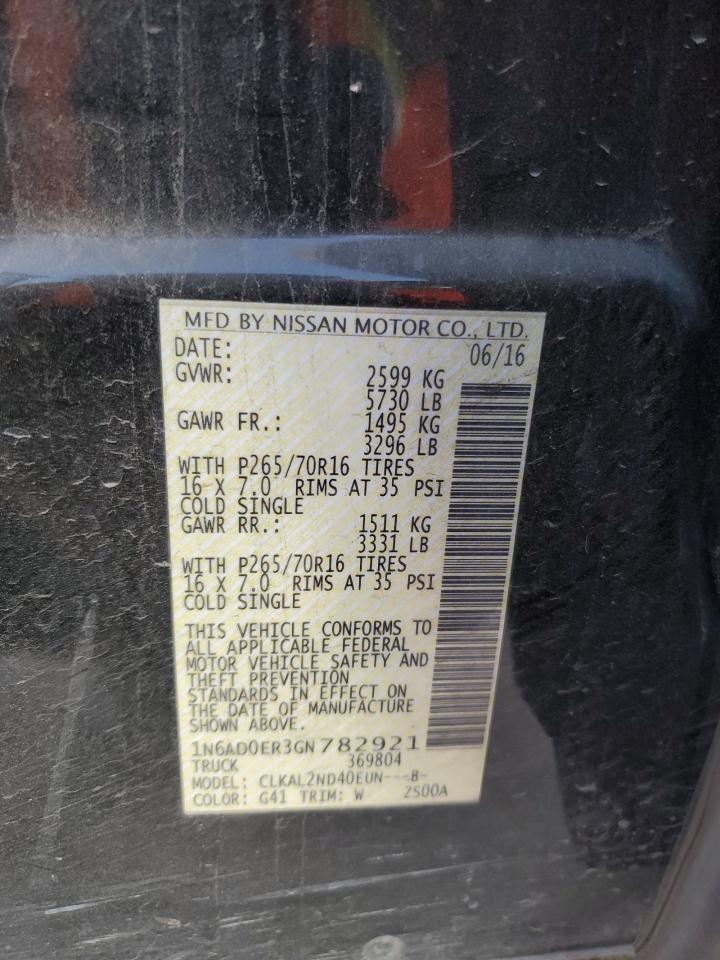 MFD BY NISSAN MOTOR CO., LTD.
DATE: 06/16
GVWR: 2599 KG
5730 LB
GAWR FR.: 1495 KG
3296 LB
WITH P265/70R16 TIRES
16 X 7.0 RIMS AT 35 PSI
COLD SINGLE
GAWR RR.: 1511 KG
3331 LB
WITH P265/70R16 TIRES
16 X 7.0 RIMS AT 35 PSI
COLD SINGLE
THIS VEHICLE CONFORMS TO
ALL APPLICABLE FEDERAL
MOTOR VEHICLE SAFETY AND
THEFT PREVENTION
STANDARDS IN EFFECT ON
THE DATE OF MANUFACTURE
SHOWN ABOVE.
1N6AD0ER3GN782921
TRUCK 369804
MODEL: CLKAL2ND40EUN---B-
COLOR: G41 TRIM: W 2S00A